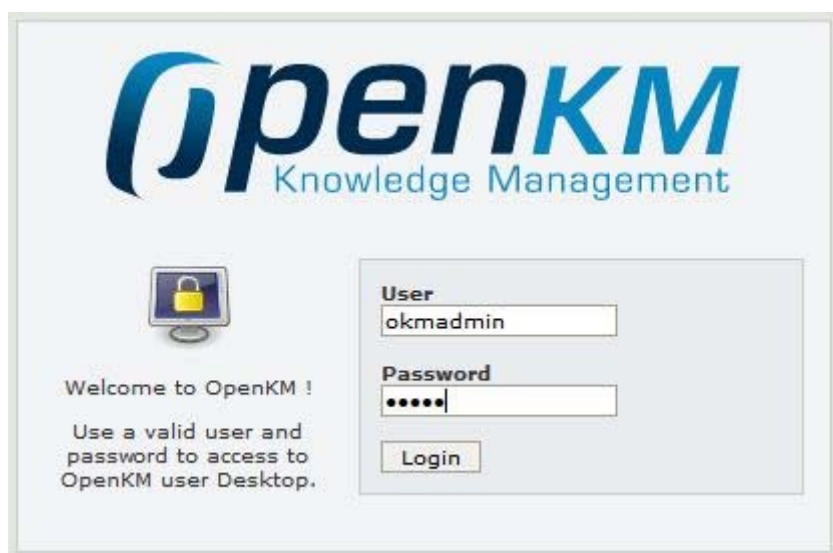 OpenKM
Knowledge Management
User
okmadmin
Password
•••••
Login
Welcome to OpenKM !
Use a valid user and
password to access to
OpenKM user Desktop.